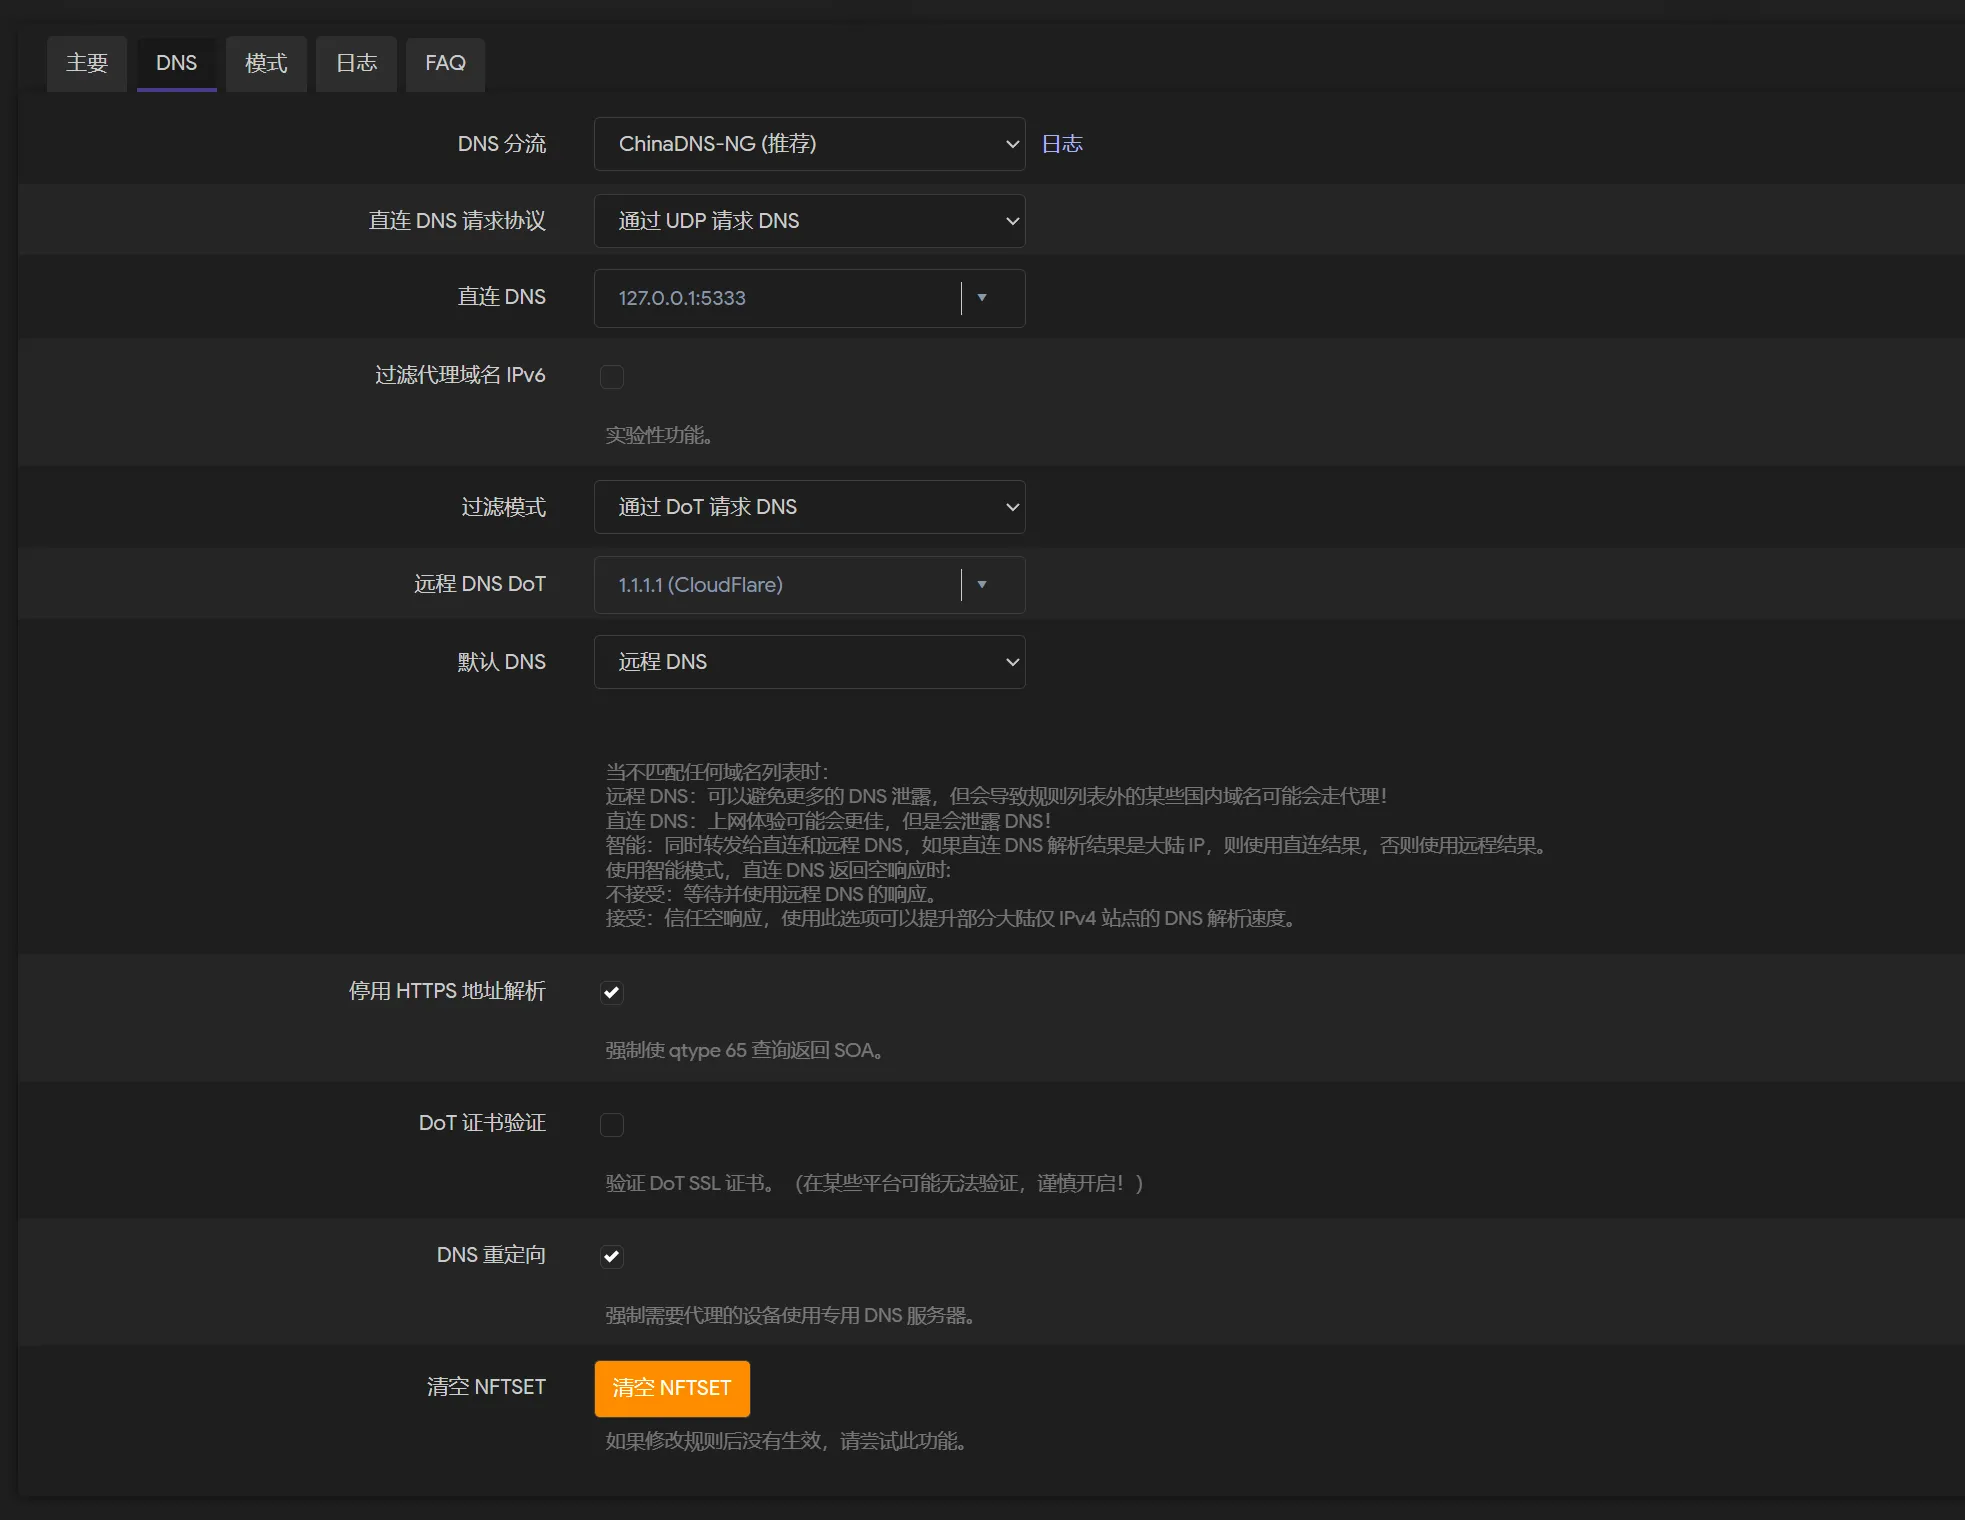 主要 DNS 模式 日志 FAQ
DNS 分流 ChinaDNS-NG (推荐) 日志
直连 DNS 请求协议 通过 UDP 请求 DNS
直连 DNS 127.0.0.1:5333
过滤代理域名 IPv6
实验性功能。
过滤模式 通过 DoT 请求 DNS
远程 DNS DoT 1.1.1.1 (CloudFlare)
默认 DNS 远程 DNS
当不匹配任何域名列表时：
远程 DNS：可以避免更多的 DNS 泄露，但会导致规则列表外的某些国内域名可能会走代理！
直连 DNS：上网体验可能会更佳，但是会泄露 DNS！
智能：同时转发给直连和远程 DNS，如果直连 DNS 解析结果是大陆 IP，则使用直连结果，否则使用远程结果。
使用智能模式，直连 DNS 返回空响应时:
不接受：等待并使用远程 DNS 的响应。
接受：信任空响应，使用此选项可以提升部分大陆仅 IPv4 站点的 DNS 解析速度。
停用 HTTPS 地址解析
强制使 qtype 65 查询返回 SOA。
DoT 证书验证
验证 DoT SSL 证书。（在某些平台可能无法验证，谨慎开启！）
DNS 重定向
强制需要代理的设备使用专用 DNS 服务器。
清空 NFTSET 清空 NFTSET
如果修改规则后没有生效，请尝试此功能。